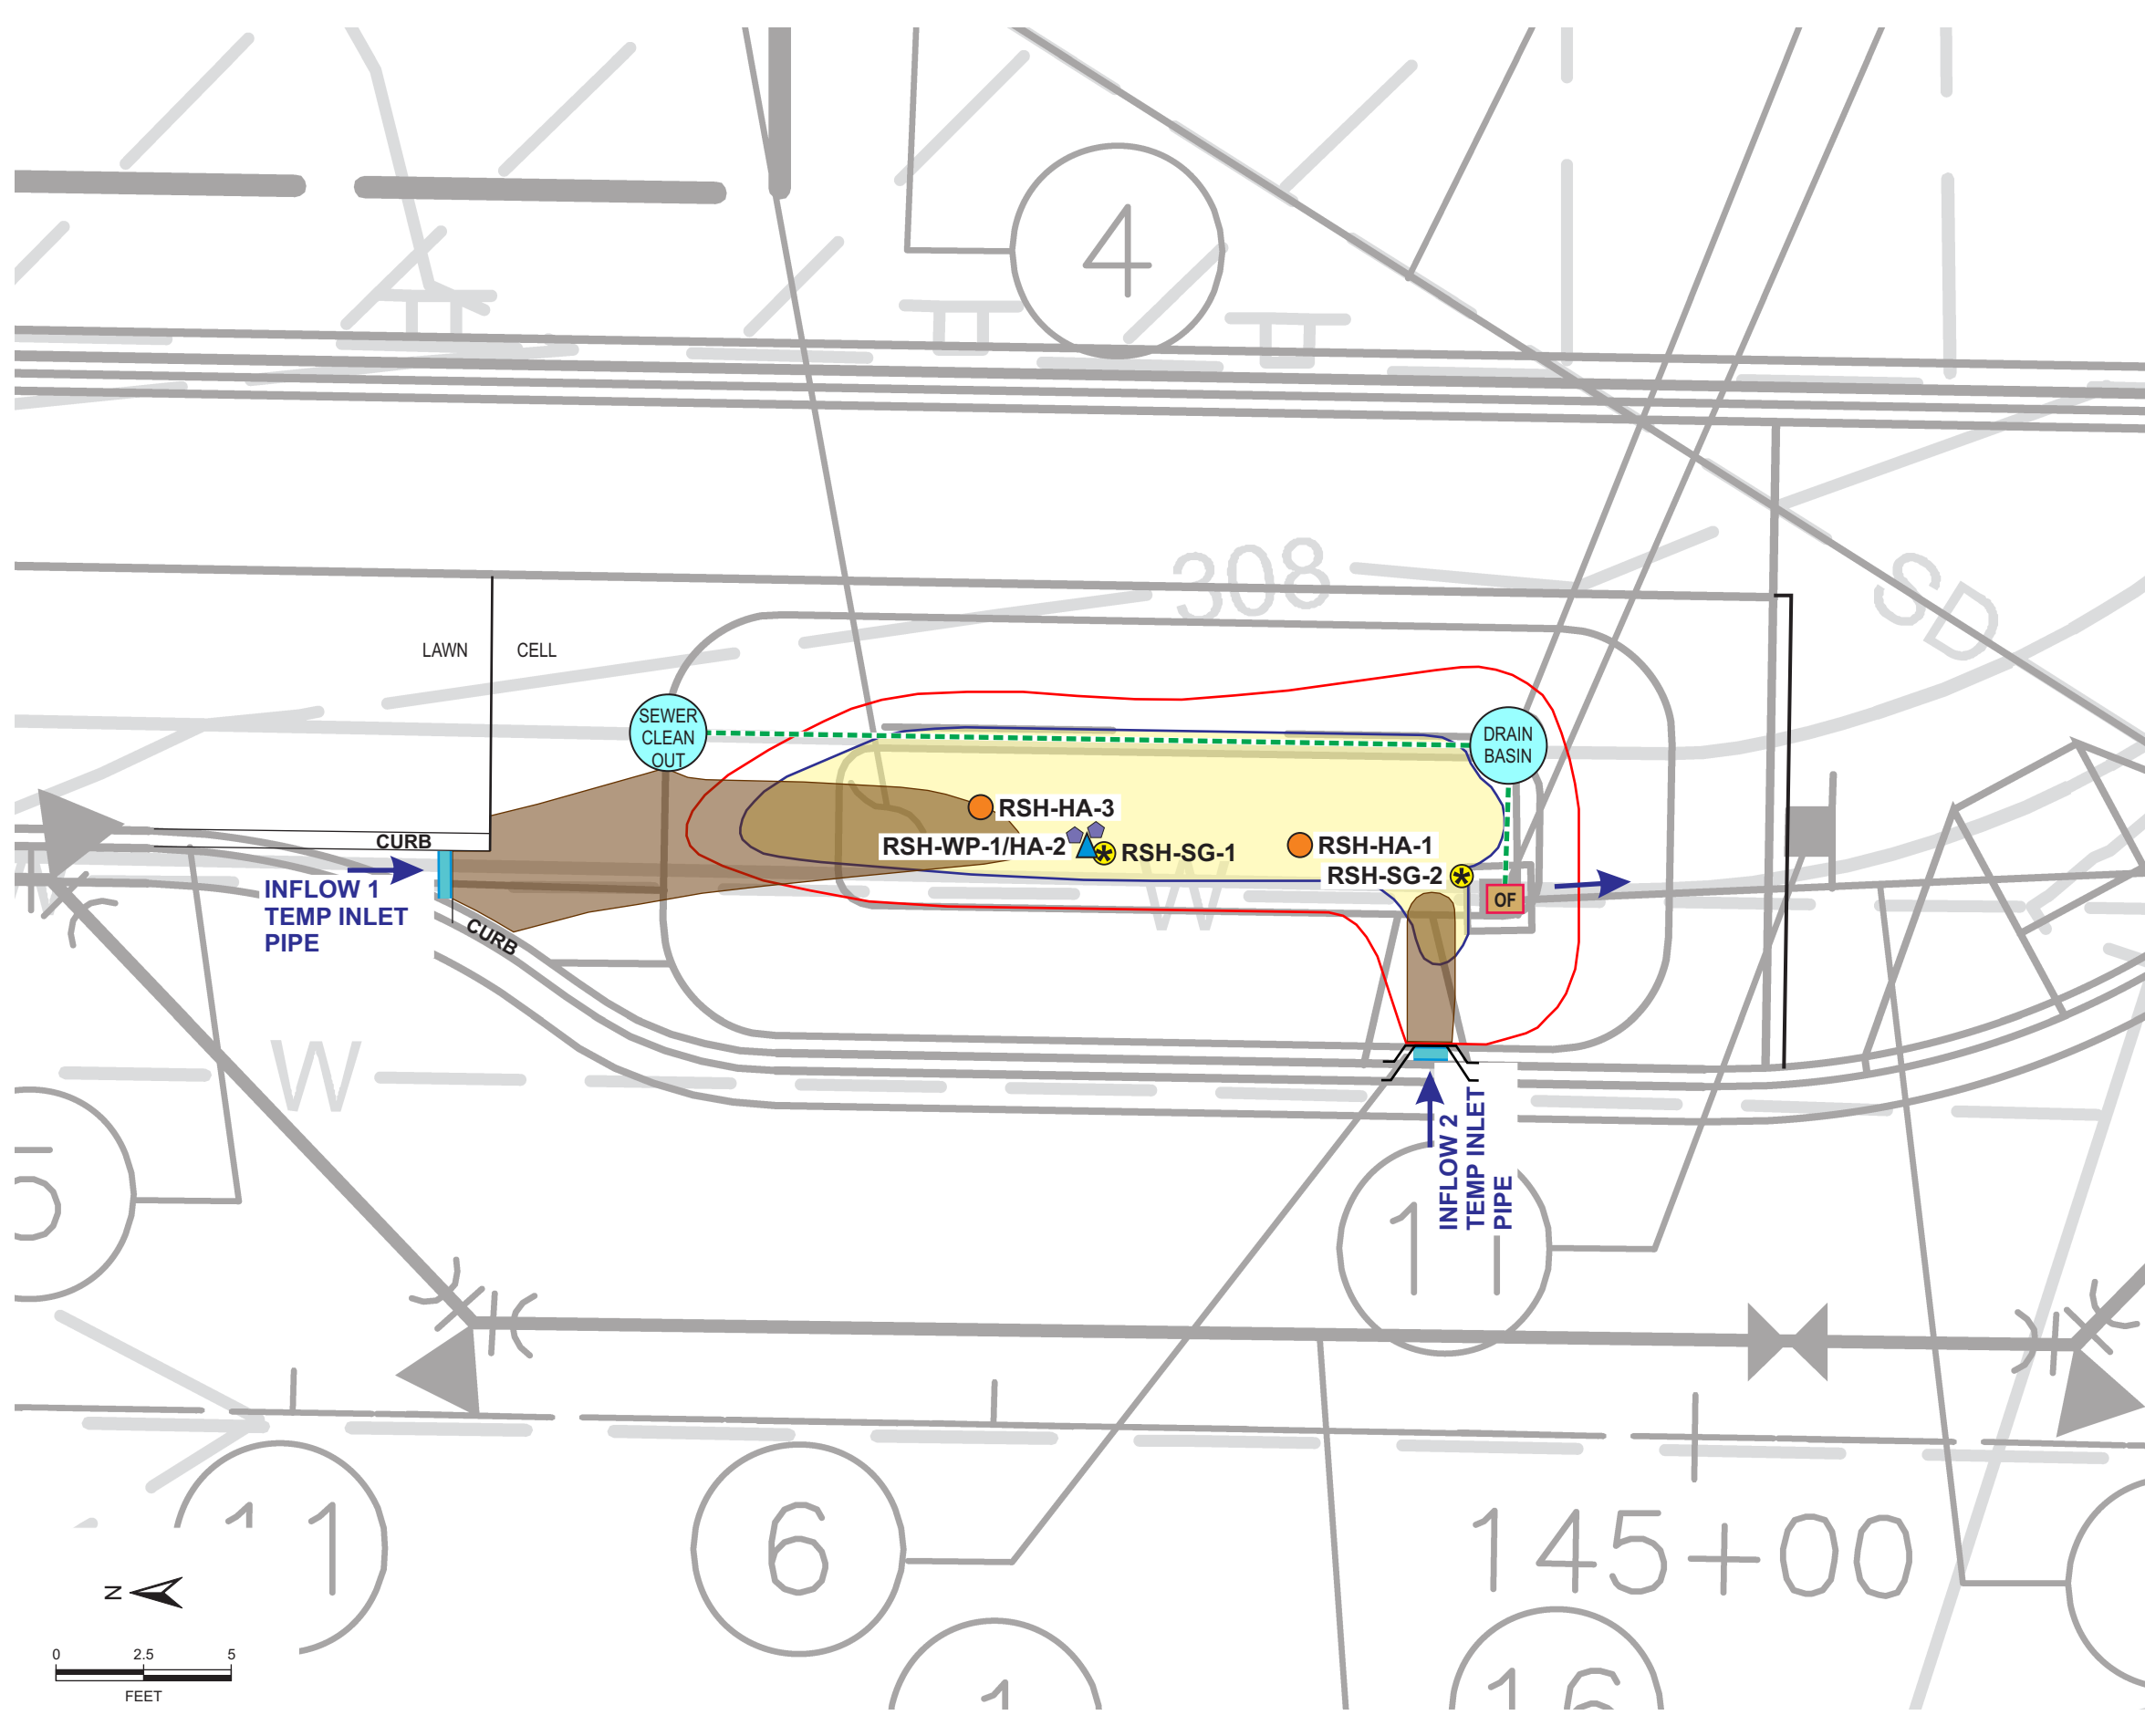 4
308
SD
LAWN
CELL
SEWER
CLEAN
OUT
DRAIN
BASIN
RSH-HA-3
CURB
RSH-WP-1/HA-2
RSH-SG-1
RSH-HA-1
RSH-SG-2
OF
INFLOW 1
TEMP INLET
PIPE
CURB
W
W
INFLOW 2
TEMP INLET
PIPE
11
11
6
145+00
N
0 2.5 5
FEET
1
16